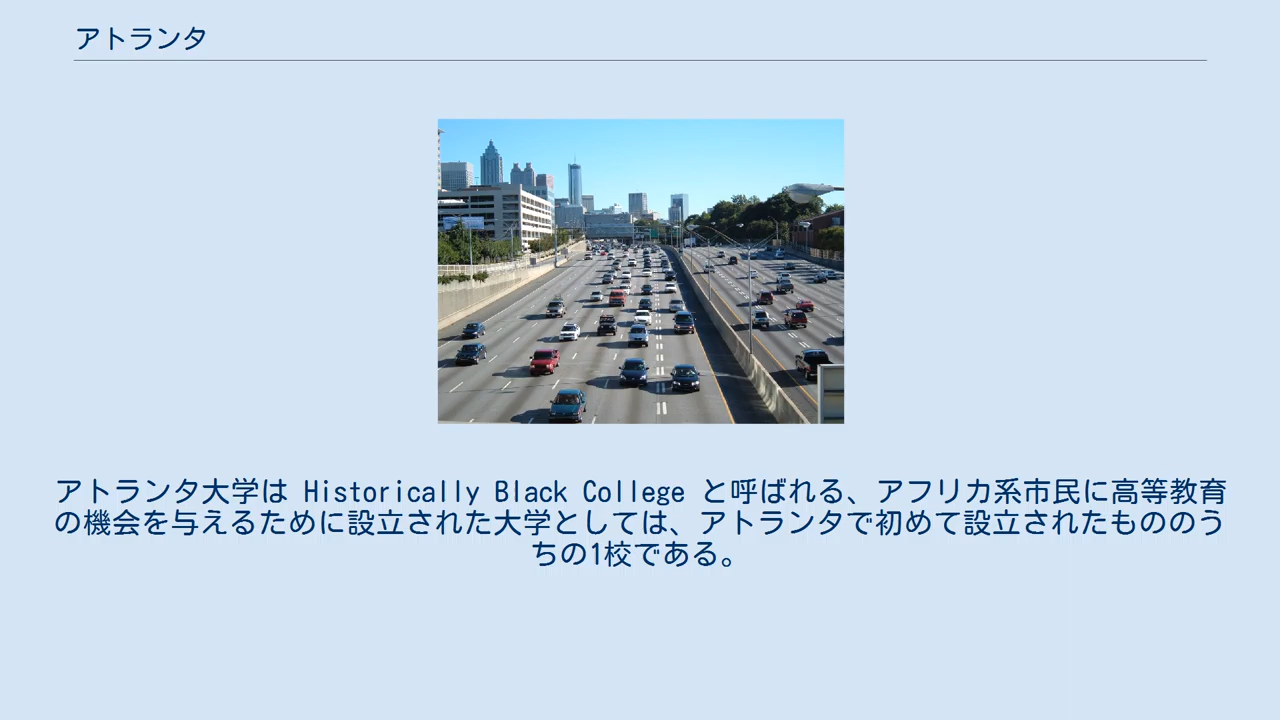 アトランタ
アトランタ大学は Historically Black College と呼ばれる、アフリカ系市民に高等教育
の機会を与えるために設立された大学としては、アトランタで初めて設立されたもののう
ちの1校である。